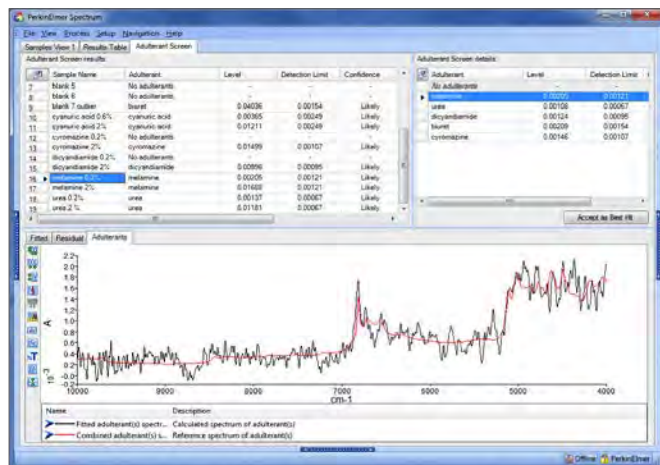 PerkinElmer Spectrum
File View Process Setup Navigation Help
Samples View 1 Results-Table Adulterant Screen
Adulterant Screen results: Adulterant Screen details:
Sample Name Adulterant Level Detection Limit Confidence
7 blank 5 No adulterants - - -
8 blank 6 No adulterants - - -
9 blank 7 outlier biuret 0.04036 0.00154 Likely
10 cyanuric acid 0.6% cyanuric acid 0.00365 0.00249 Likely
11 cyanuric acid 2% cyanuric acid 0.01211 0.00249 Likely
12 cyromazine 0.2% No adulterants - - -
13 cyromazine 2% cyromazine 0.01499 0.00107 Likely
14 dicyandiamide 0.2% No adulterants - - -
15 dicyandiamide 2% dicyandiamide 0.00896 0.00095 Likely
16 melamine 0.2% melamine 0.00205 0.00121 Likely
17 melamine 2% melamine 0.01688 0.00121 Likely
18 urea 0.2% urea 0.00137 0.00067 Likely
19 urea 2 % urea 0.01181 0.00067 Likely
Adulterant Level Detection Limit
No adulterants
melamine 0.00205 0.00121
urea 0.00108 0.00067
dicyandiamide 0.00124 0.00095
biuret 0.00209 0.00154
cyromazine 0.00146 0.00107
Accept as Best Hit
Fitted Residual Adulterants
2.2
2.0
1.8
1.6
1.4
1.2
1.0
0.8
0.6
0.4
0.2
-0.0
-0.2
A
10 -3
10000 9000 8000 7000 6000 5000 4000
cm-1
Name Description
Fitted adulterant(s) spectr... Calculated spectrum of adulterant(s)
Combined adulterant(s) s... Reference spectrum of adulterant(s)
Offline PerkinElmer